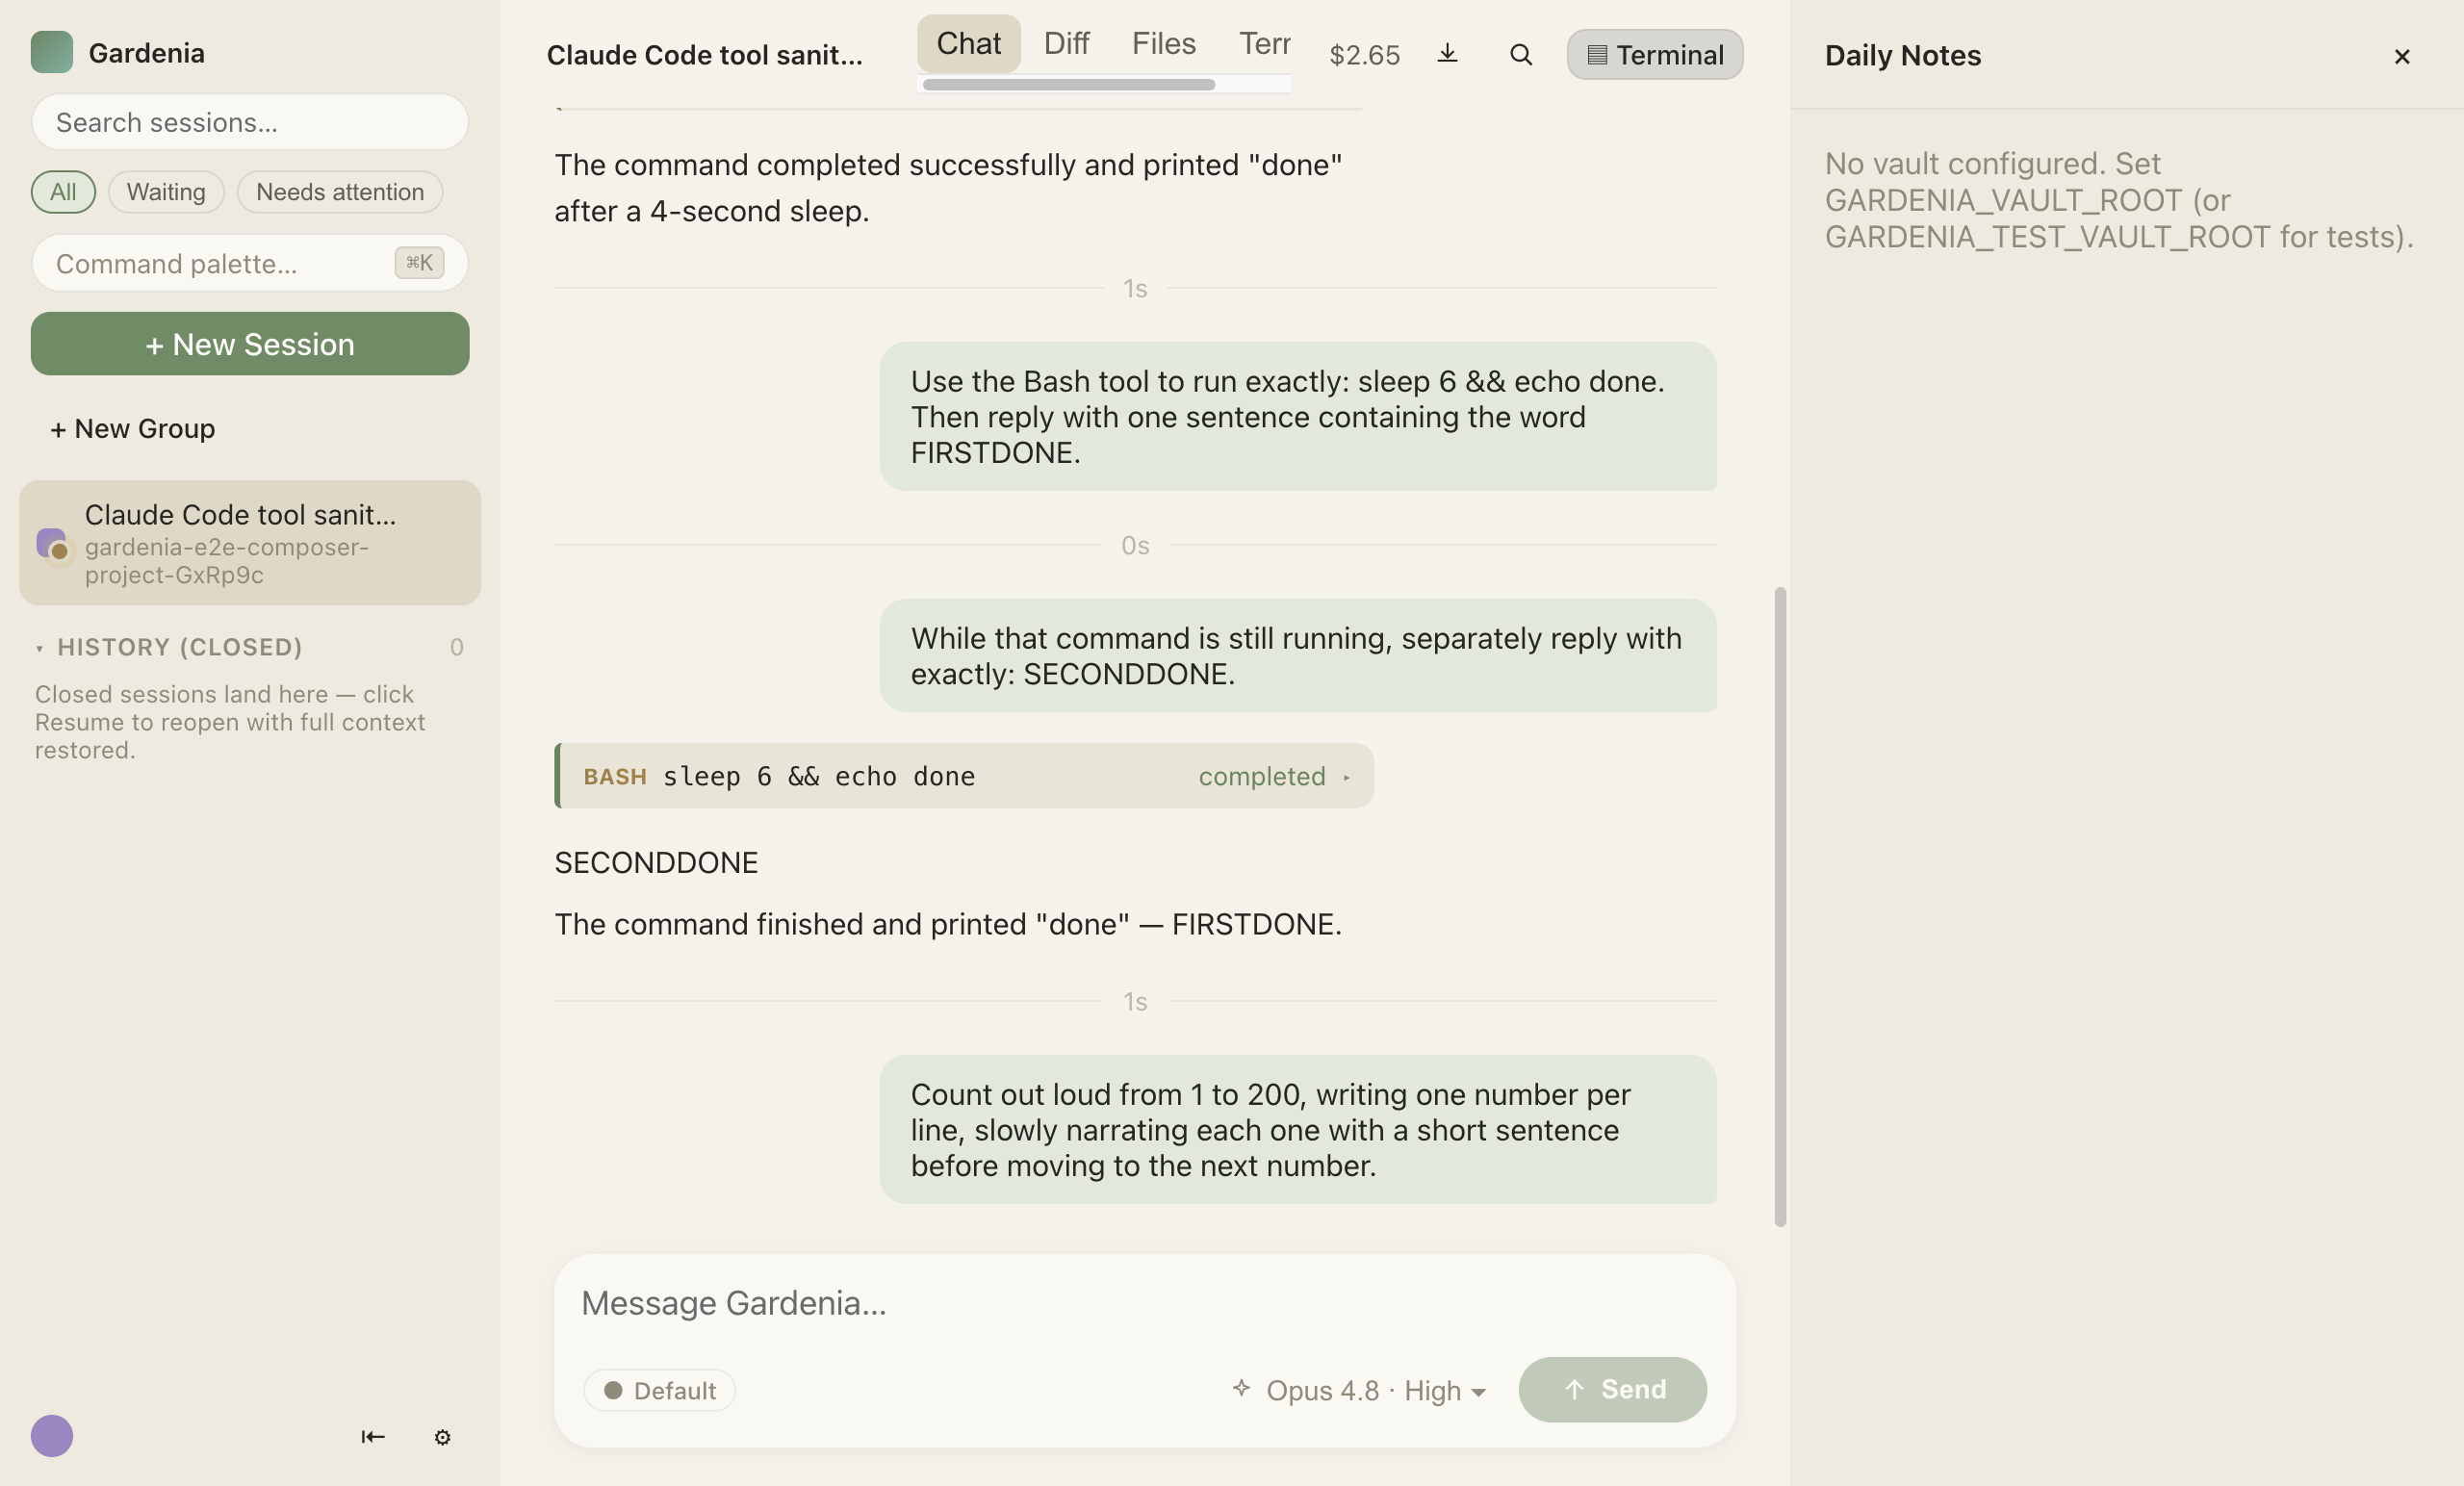 Gardenia
Search sessions...
All
Waiting
Needs attention
Command palette...
⌘K
+ New Session
+ New Group
Claude Code tool sanit...
gardenia-e2e-composer-
project-GxRp9c
HISTORY (CLOSED)
0
Closed sessions land here — click
Resume to reopen with full context
restored.
Claude Code tool sanit...
Chat
Diff
Files
Terr
$2.65
Terminal
The command completed successfully and printed "done"
after a 4-second sleep.
1s
Use the Bash tool to run exactly: sleep 6 && echo done.
Then reply with one sentence containing the word
FIRSTDONE.
0s
While that command is still running, separately reply with
exactly: SECONDDONE.
BASH sleep 6 && echo done
completed
SECONDDONE
The command finished and printed "done" — FIRSTDONE.
1s
Count out loud from 1 to 200, writing one number per
line, slowly narrating each one with a short sentence
before moving to the next number.
Message Gardenia...
Default
Opus 4.8 · High
Send
Daily Notes
No vault configured. Set
GARDENIA_VAULT_ROOT (or
GARDENIA_TEST_VAULT_ROOT for tests).